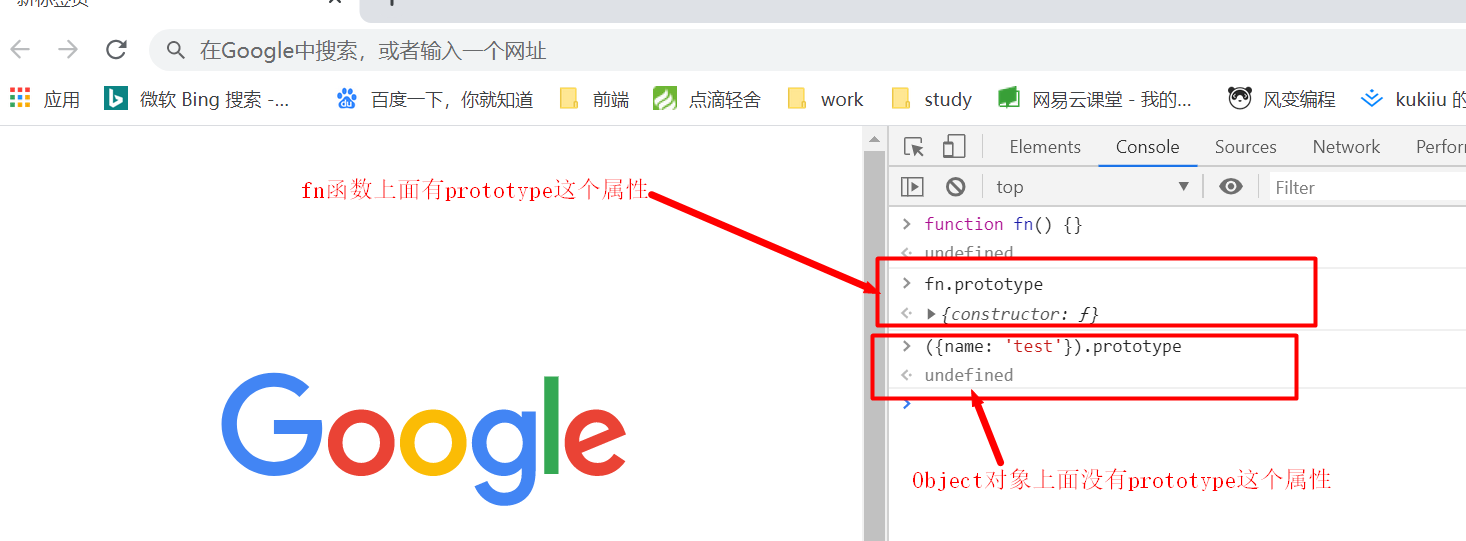 新标签页
在Google中搜索，或者输入一个网址
应用 微软 Bing 搜索 -... 百度一下，你就知道 前端 点滴轻舍 work study 网易云课堂 - 我的... 风变编程 kukiiu 的
Elements Console Sources Network Perfor
top Filter
fn函数上面有prototype这个属性
function fn() {}
undefined
fn.prototype
{constructor: ƒ}
({name: 'test'}).prototype
undefined
Google
Object对象上面没有prototype这个属性